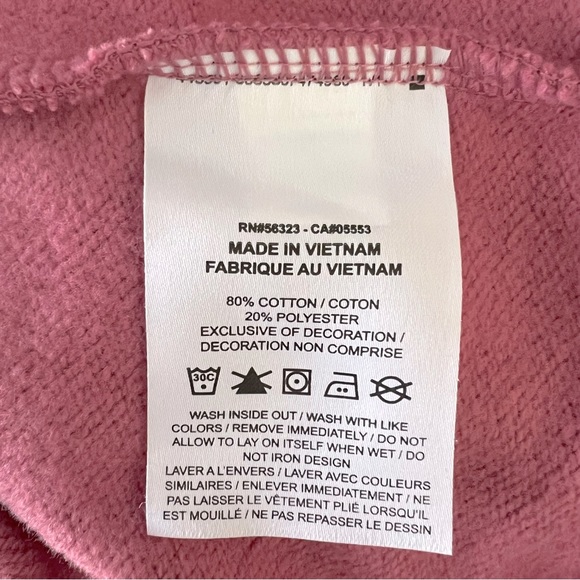 RN#56323 - CA#05553
MADE IN VIETNAM
FABRIQUE AU VIETNAM
80% COTTON / COTON
20% POLYESTER
EXCLUSIVE OF DECORATION /
DECORATION NON COMPRISE
30C
WASH INSIDE OUT / WASH WITH LIKE
COLORS / REMOVE IMMEDIATELY / DO NOT
ALLOW TO LAY ON ITSELF WHEN WET / DO
NOT IRON DESIGN
LAVER A L'ENVERS / LAVER AVEC COULEURS
SIMILAIRES / ENLEVER IMMEDIATEMENT / NE
PAS LAISSER LE VÊTEMENT PLIÉ LORSQU'IL
EST MOUILLÉ / NE PAS REPASSER LE DESSIN